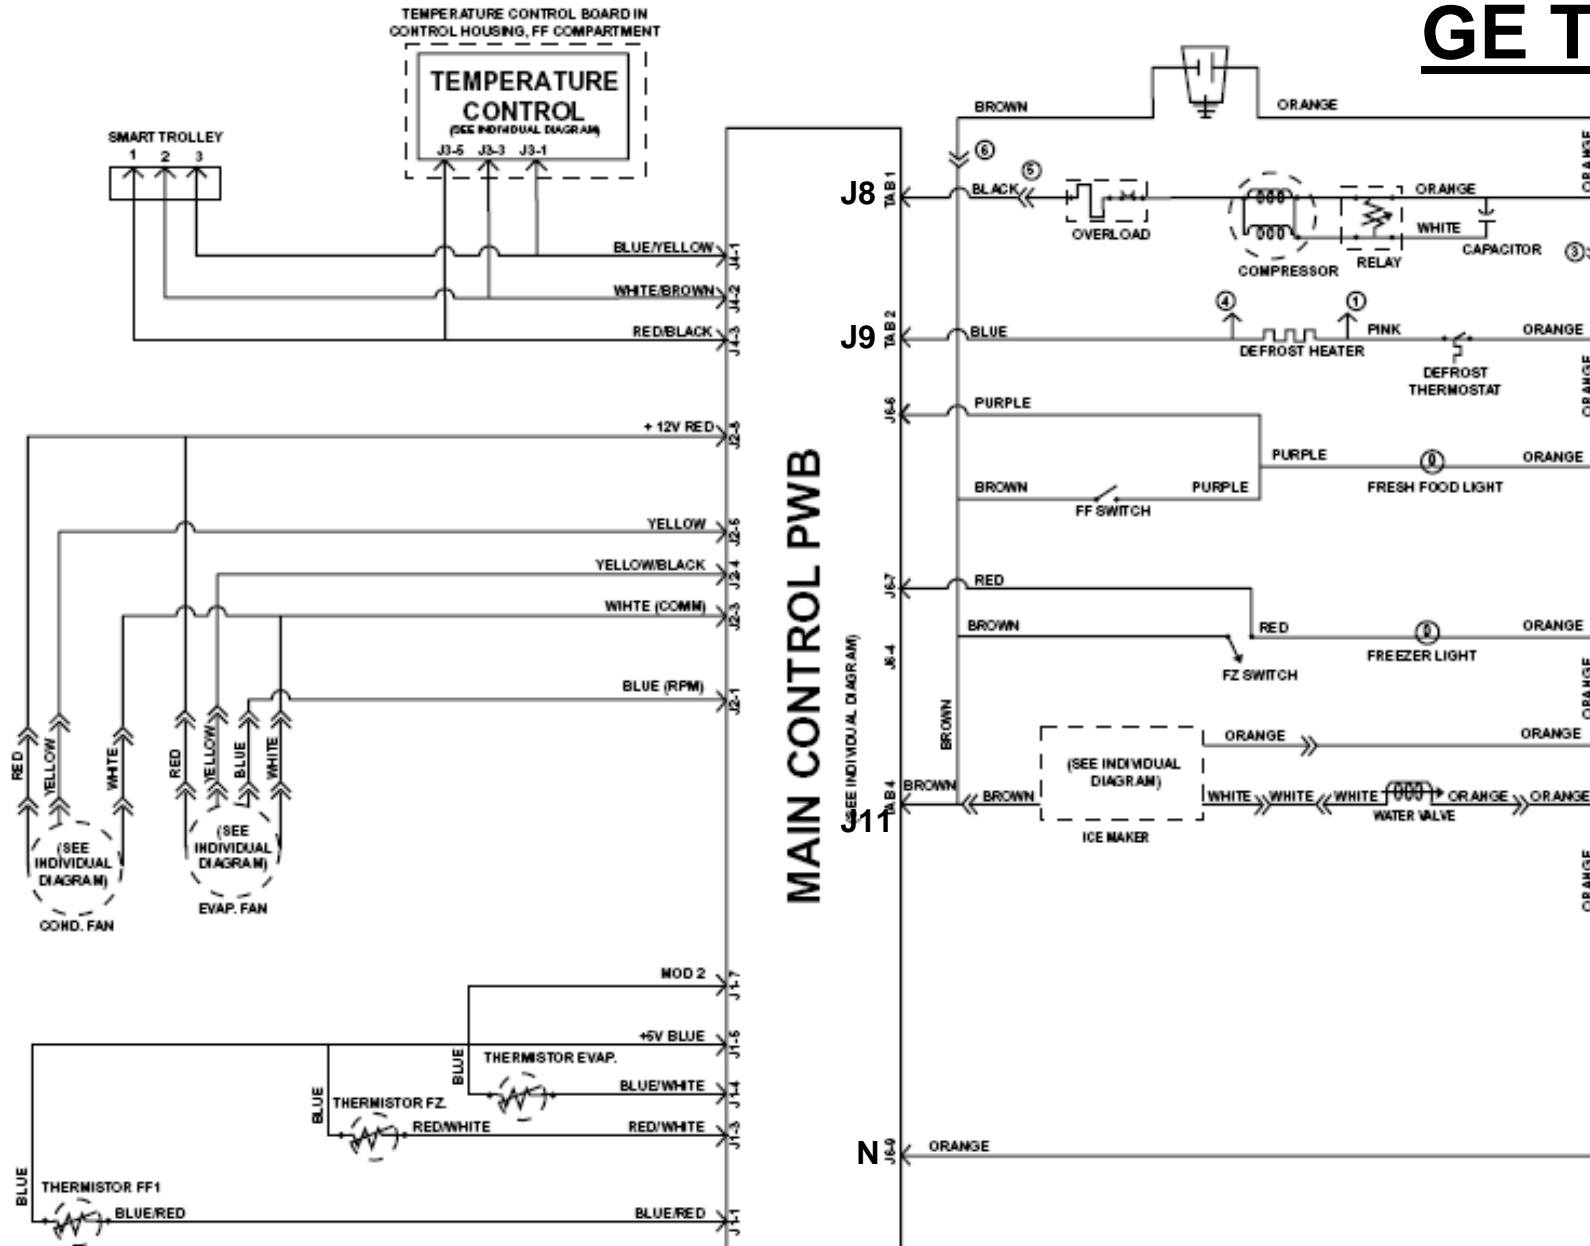 TEMPERATURE CONTROL BOARD IN
CONTROL HOUSING, FF COMPARTMENT
GE T
TEMPERATURE
CONTROL
(SEE INDIVIDUAL DIAGRAM)
J3-5 J3-3 J3-1
SMART TROLLEY
1 2 3
BLUE/YELLOW J4-1
WHITE/BROWN J4-2
RED/BLACK J4-3
+ 12V RED J2-8
YELLOW
YELLOW/BLACK J2-4
WIHTE (COMM) J2-3
BLUE (RPM) J2-1
RED
YELLOW
WHITE
RED
YELLOW
BLUE
WHITE
(SEE
INDIVIDUAL
DIAGRAM)
COND. FAN
(SEE
INDIVIDUAL
DIAGRAM)
EVAP. FAN
MOD 2 J1-7
+5V BLUE J1-5
BLUE
THERMISTOR EVAP.
BLUE/WHITE J1-4
BLUE
THERMISTOR FZ.
RED/WHITE
RED/WHITE J1-3
BLUE
THERMISTOR FF1
BLUE/RED
BLUE/RED J1-1
MAIN CONTROL PWB
(SEE INDIVIDUAL DIAGRAM)
BROWN
ORANGE
6
5
J8 TAB 1
BLACK
OVERLOAD
COMPRESSOR
ORANGE
WHITE
RELAY
CAPACITOR
3
ORANGE
J9 TAB 2
BLUE
4
1
DEFROST HEATER
PINK
ORANGE
DEFROST
THERMOSTAT
ORANGE
J6-6
PURPLE
PURPLE
ORANGE
FRESH FOOD LIGHT
BROWN
PURPLE
FF SWITCH
J6-7
RED
BROWN
RED
ORANGE
FREEZER LIGHT
J6-4
FZ SWITCH
ORANGE
BROWN
ORANGE
ORANGE
(SEE INDIVIDUAL
DIAGRAM)
BROWN
TAB 4
J11
BROWN
WHITE
WHITE
WHITE
ORANGE
ORANGE
WATER VALVE
ICE MAKER
ORANGE
N J6-9
ORANGE